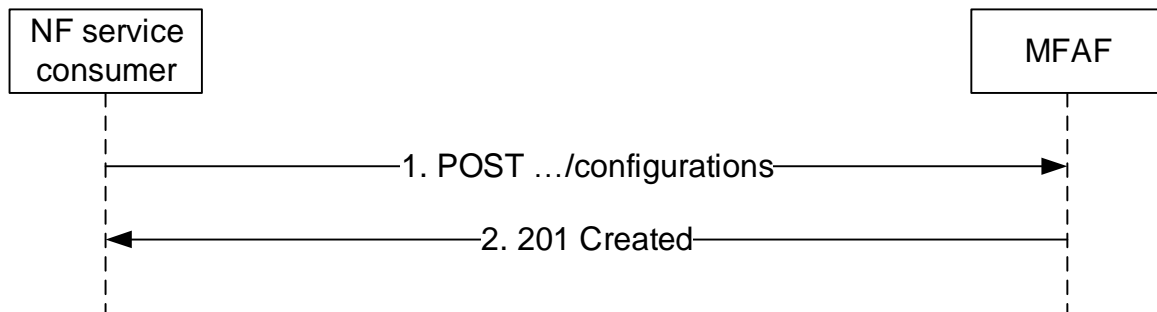 NF service
consumer
MFAF
1. POST …/configurations
2. 201 Created